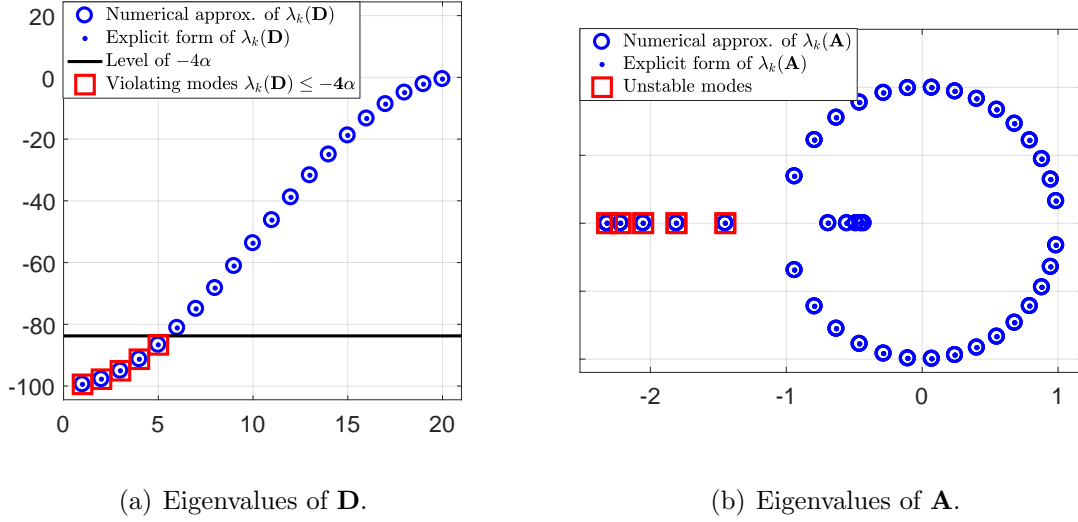 20
0
-20
-40
-60
-80
-100
0
5
10
15
20
Numerical approx. of λₖ(D)
Explicit form of λₖ(D)
Level of −4α
Violating modes λₖ(D) ≤ −4α
(a) Eigenvalues of D.
Numerical approx. of λₖ(A)
Explicit form of λₖ(A)
Unstable modes
-2
-1
0
1
(b) Eigenvalues of A.